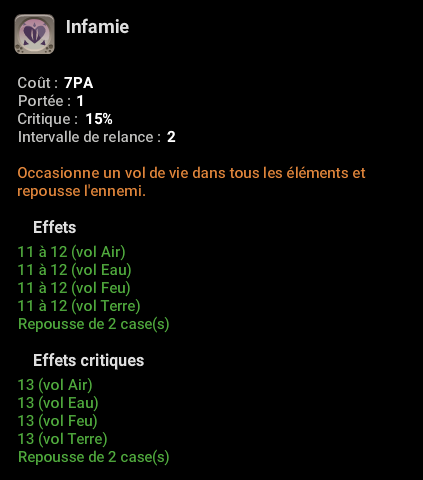 Infamie
Coût : 7PA
Portée : 1
Critique : 15%
Intervalle de relance : 2
Occasionne un vol de vie dans tous les éléments et
repousse l'ennemi.
Effets
11 à 12 (vol Air)
11 à 12 (vol Eau)
11 à 12 (vol Feu)
11 à 12 (vol Terre)
Repousse de 2 case(s)
Effets critiques
13 (vol Air)
13 (vol Eau)
13 (vol Feu)
13 (vol Terre)
Repousse de 2 case(s)